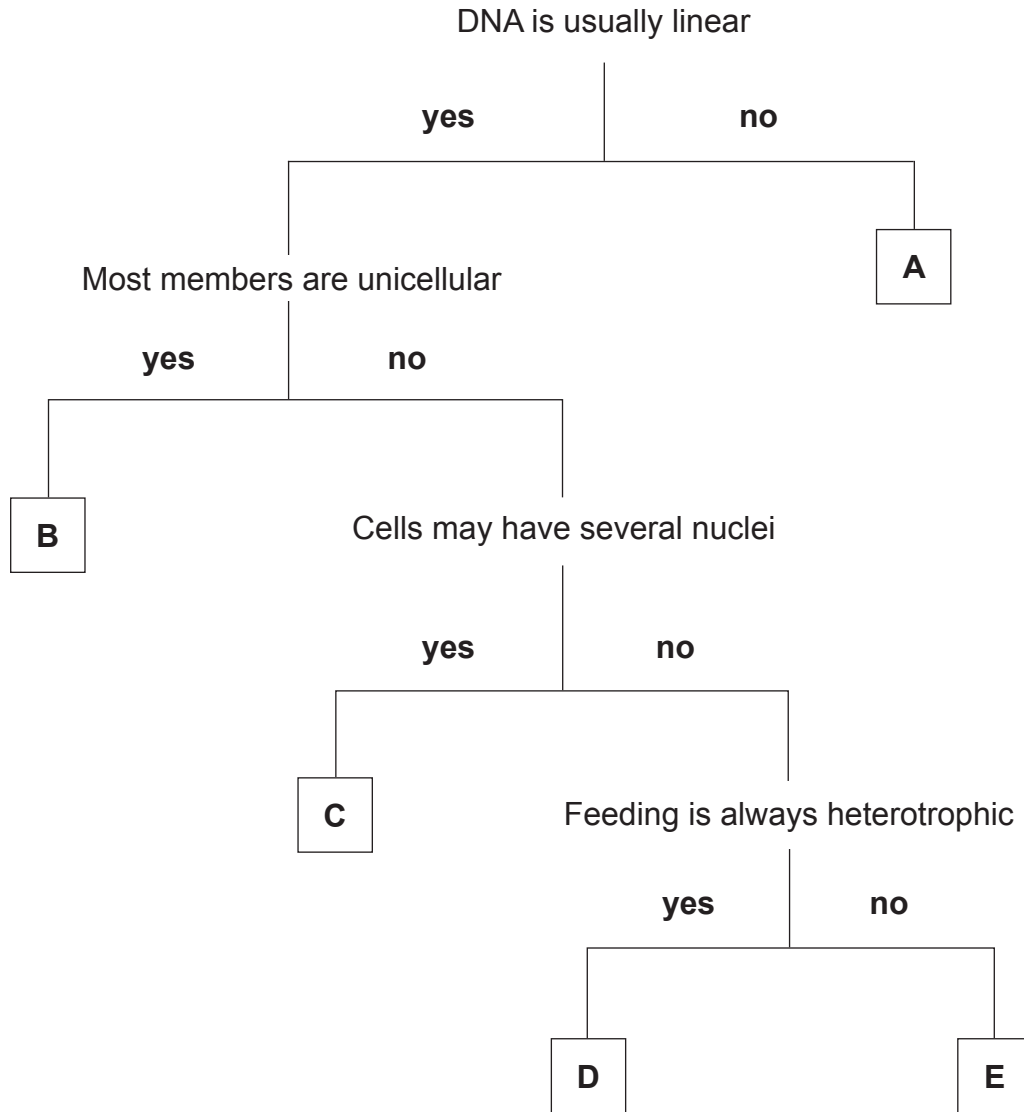 DNA is usually linear
yes
no
A
Most members are unicellular
yes
no
B
Cells may have several nuclei
yes
no
C
Feeding is always heterotrophic
yes
no
D
E